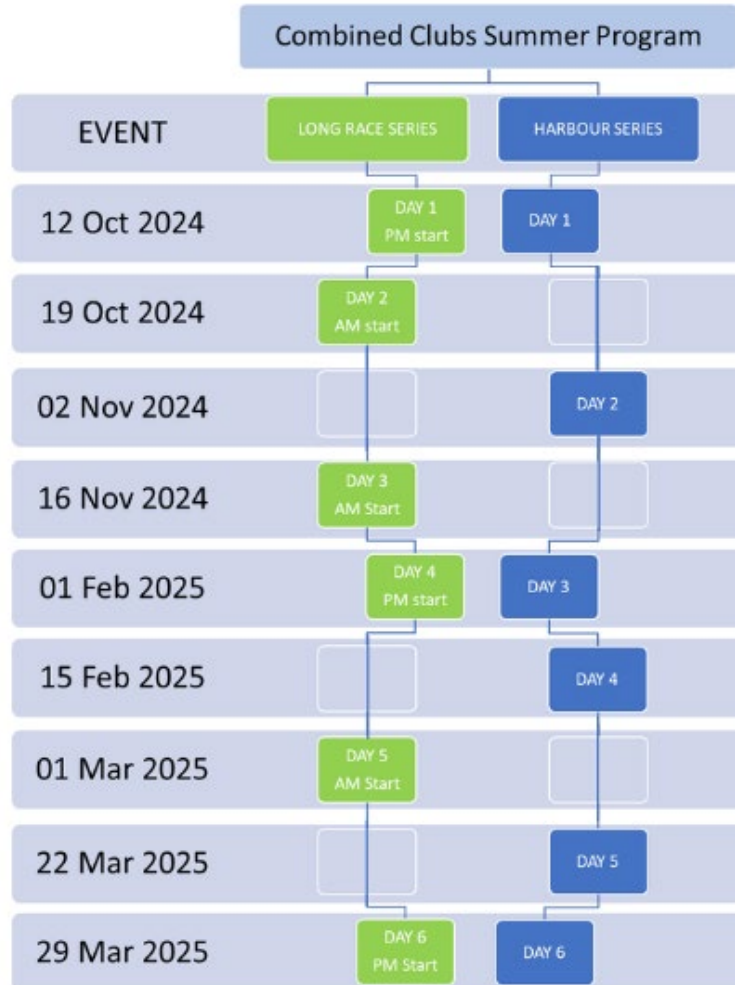 Combined Clubs Summer Program
EVENT
LONG RACE SERIES
HARBOUR SERIES
12 Oct 2024
DAY 1
PM start
DAY 1
19 Oct 2024
DAY 2
AM start
02 Nov 2024
DAY 2
16 Nov 2024
DAY 3
AM Start
01 Feb 2025
DAY 4
PM start
DAY 3
15 Feb 2025
DAY 4
01 Mar 2025
DAY 5
AM Start
22 Mar 2025
DAY 5
29 Mar 2025
DAY 6
PM Start
DAY 6